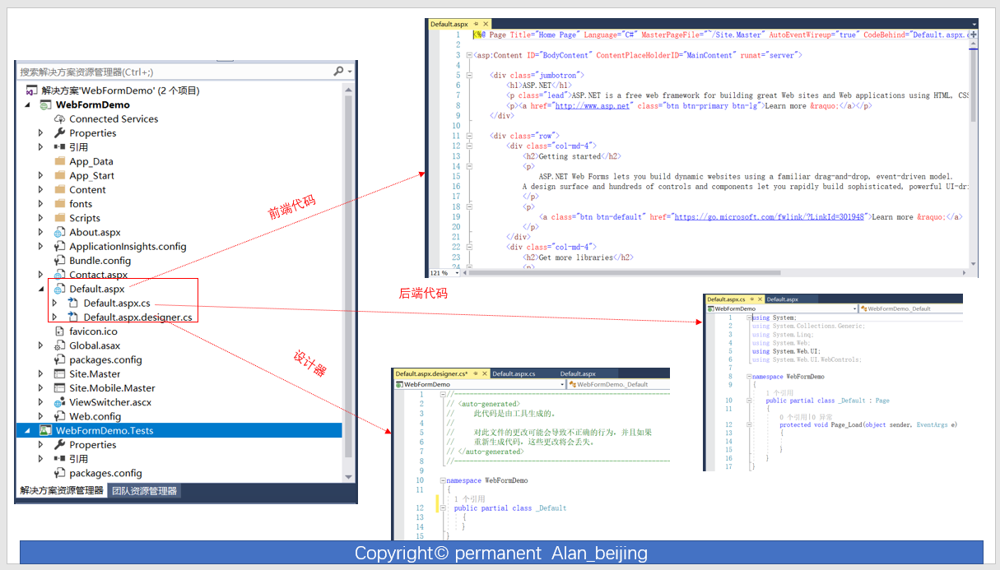 搜索解决方案资源管理器(Ctrl+;)
解决方案'WebFormDemo' (2 个项目)
WebFormDemo
Connected Services
Properties
引用
App_Data
App_Start
Content
fonts
Scripts
About.aspx
ApplicationInsights.config
Bundle.config
Contact.aspx
Default.aspx
Default.aspx.cs
Default.aspx.designer.cs
favicon.ico
Global.asax
packages.config
Site.Master
Site.Mobile.Master
ViewSwitcher.ascx
Web.config
WebFormDemo.Tests
Properties
引用
packages.config
解决方案资源管理器 团队资源管理器
前端代码
后端代码
设计器
Default.aspx
1 <%@ Page Title="Home Page" Language="C#" MasterPageFile="~/Site.Master" AutoEventWireup="true" CodeBehind="Default.aspx.
2
3 <asp:Content ID="BodyContent" ContentPlaceHolderID="MainContent" runat="server">
4
5 <div class="jumbotron">
6 <h1>ASP.NET</h1>
7 <p class="lead">ASP.NET is a free web framework for building great Web sites and Web applications using HTML, CSS
8 <p><a href="http://www.asp.net" class="btn btn-primary btn-lg">Learn more &raquo;</a></p>
9 </div>
10
11 <div class="row">
12 <div class="col-md-4">
13 <h2>Getting started</h2>
14 <p>
15 ASP.NET Web Forms lets you build dynamic websites using a familiar drag-and-drop, event-driven model.
16 A design surface and hundreds of controls and components let you rapidly build sophisticated, powerful UI-dri
17 </p>
18 <p>
19 <a class="btn btn-default" href="https://go.microsoft.com/fwlink/?LinkId=301948">Learn more &raquo;</a>
20 </p>
21 </div>
22 <div class="col-md-4">
23 <h2>Get more libraries</h2>
24 <p>
121 %
Default.aspx.cs Default.aspx
WebFormDemo WebFormDemo._Default
1 using System;
2 using System.Collections.Generic;
3 using System.Linq;
4 using System.Web;
5 using System.Web.UI;
6 using System.Web.UI.WebControls;
7
8 namespace WebFormDemo
9 {
1 个引用
10 public partial class _Default : Page
11 {
0 个引用|0 异常
12 protected void Page_Load(object sender, EventArgs e)
13 {
14
15 }
16 }
17 }
Default.aspx.designer.cs* Default.aspx.cs Default.aspx
WebFormDemo WebFormDemo._Default
1 //------------------------------------------------------------------------------
2 // <auto-generated>
3 // 此代码是由工具生成的。
4 //
5 // 对此文件的更改可能会导致不正确的行为，并且如果
6 // 重新生成代码，这些更改将会丢失。
7 // </auto-generated>
8 //------------------------------------------------------------------------------
9
10 namespace WebFormDemo
11 {
1 个引用
12 public partial class _Default
13 {
14 }
15 }
Copyright© permanent Alan_beijing